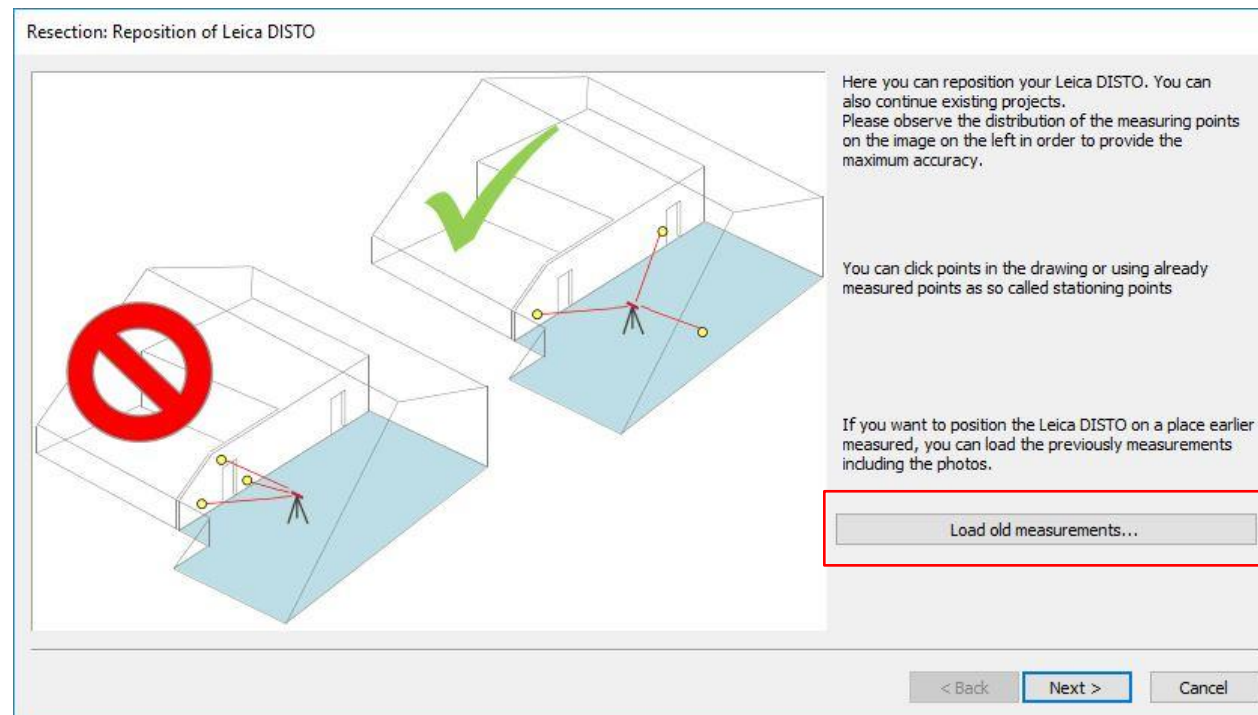 Resection: Reposition of Leica DISTO
Here you can reposition your Leica DISTO. You can
also continue existing projects.
Please observe the distribution of the measuring points
on the image on the left in order to provide the
maximum accuracy.
You can click points in the drawing or using already
measured points as so called stationing points
If you want to position the Leica DISTO on a place earlier
measured, you can load the previously measurements
including the photos.
Load old measurements...
< Back
Next >
Cancel